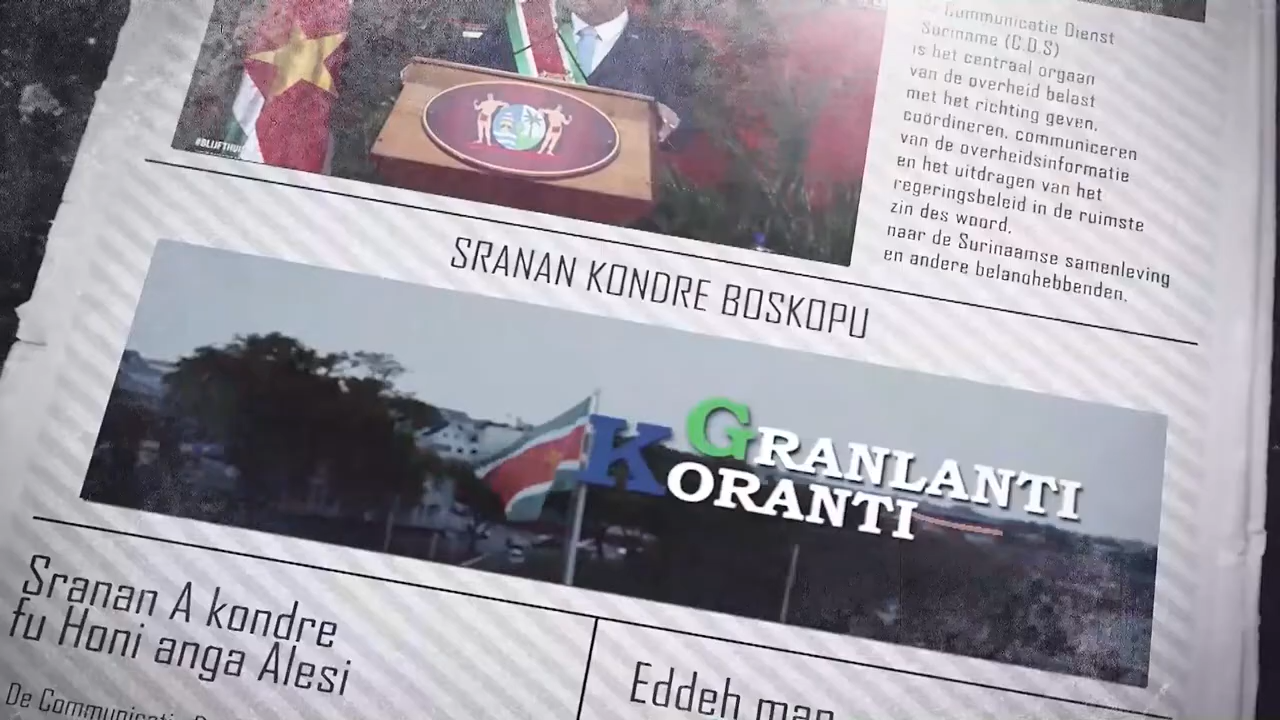 Communicatie Dienst
Suriname (C.D.S)
is het centraal orgaan
van de overheid belast
met het richting geven,
coördineren, communiceren
van de overheidsinformatie
en het uitdragen van het
regeringsbeleid in de ruimste
zin des woord,
naar de Surinaamse samenleving
en andere belanghebbenden.
SRANAN KONDRE BOSKOPU
GRANLANTI
KORANTI
Sranan A kondre
fu Honi anga Alesi
Eddeh man
De